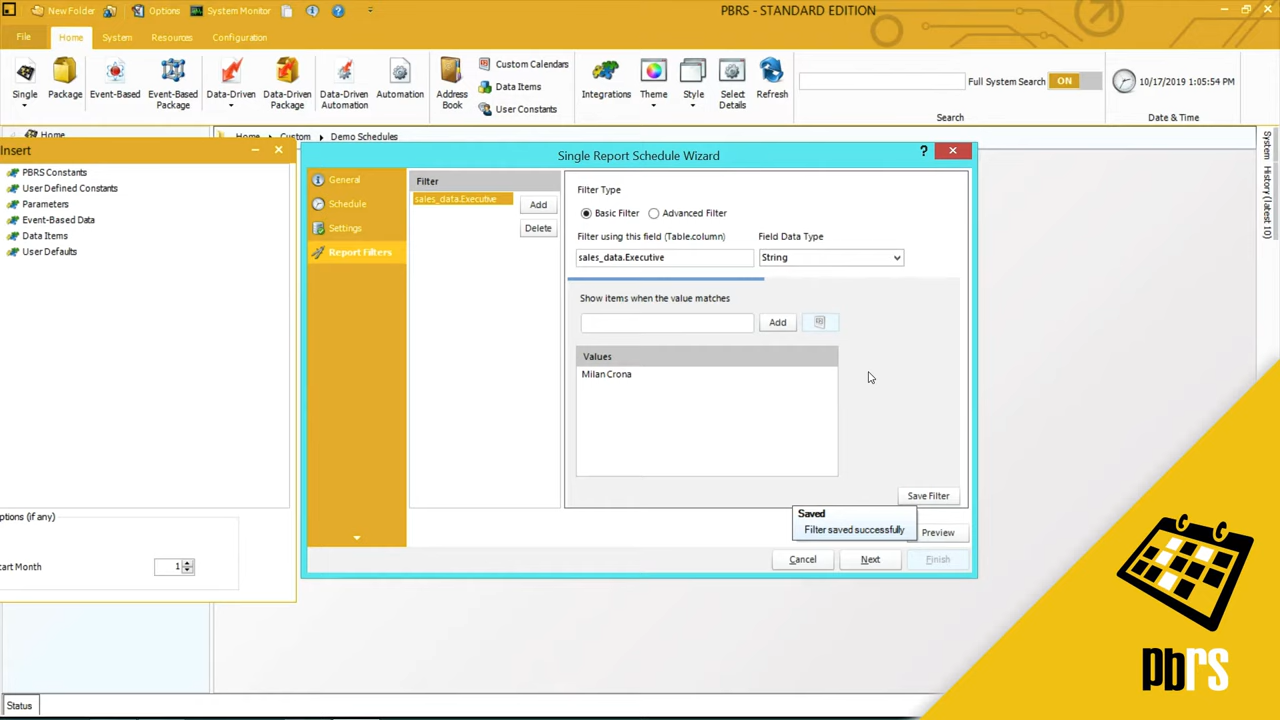 New Folder
Options
System Monitor
PBRS - STANDARD EDITION
File
Home
System
Resources
Configuration
Single
Package
Event-Based
Event-Based Package
Data-Driven
Data-Driven Package
Data-Driven Automation
Automation
Address Book
Custom Calendars
Data Items
User Constants
Integrations
Theme
Style
Select Details
Refresh
Full System Search
ON
Search
10/17/2019 1:05:54 PM
Date & Time
Home
Home
Custom
Demo Schedules
System History (latest 10)
Insert
PBRS Constants
User Defined Constants
Parameters
Event-Based Data
Data Items
User Defaults
ptions (if any)
tart Month
1
Single Report Schedule Wizard
?
General
Schedule
Settings
Report Filters
Filter
sales_data.Executive
Add
Delete
Filter Type
Basic Filter
Advanced Filter
Filter using this field (Table.column)
Field Data Type
sales_data.Executive
String
Show items when the value matches
Add
Values
Milan Crona
Save Filter
Saved
Filter saved successfully
Preview
Cancel
Next
Finish
Status
pbrs